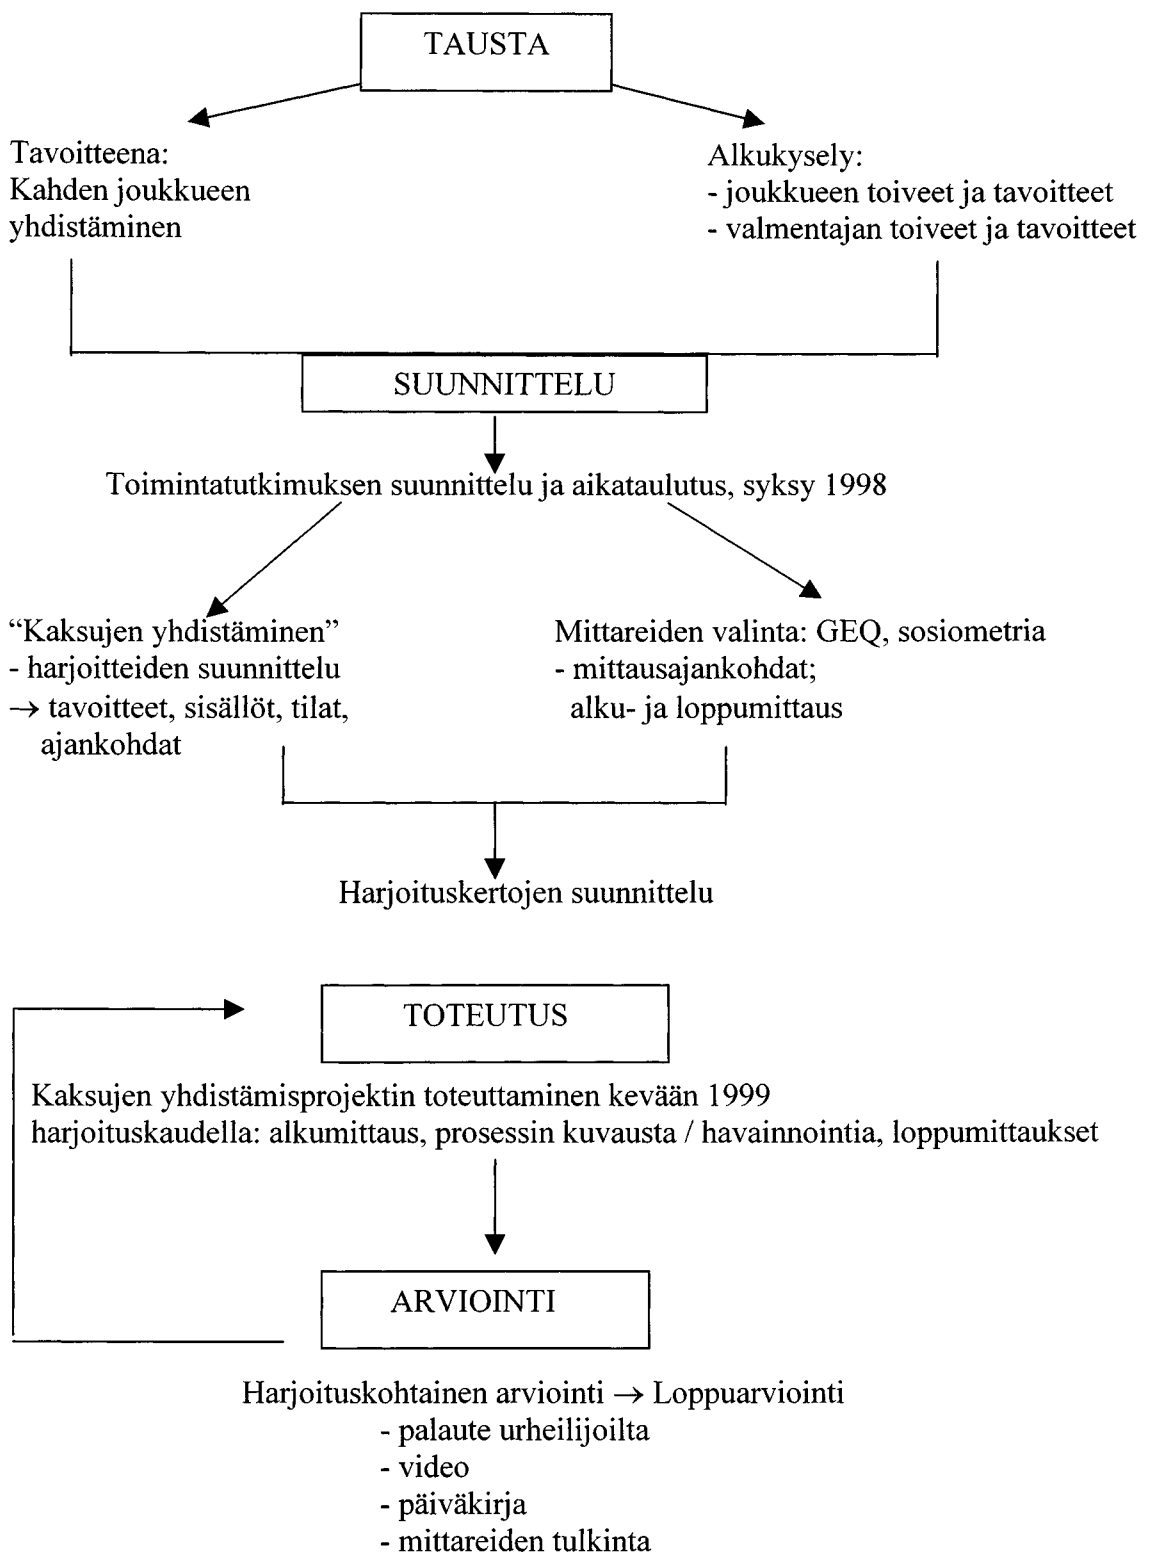 TAUSTA
Tavoitteena:
Kahden joukkueen
yhdistäminen
Alkukysely:
- joukkueen toiveet ja tavoitteet
- valmentajan toiveet ja tavoitteet
SUUNNITTELU
Toimintatutkimuksen suunnittelu ja aikataulutus, syksy 1998
“Kaksujen yhdistäminen”
- harjoitteiden suunnittelu
→ tavoitteet, sisällöt, tilat,
ajankohdat
Mittareiden valinta: GEQ, sosiometria
- mittausajankohdat;
alku- ja loppumittaus
Harjoituskertojen suunnittelu
TOTEUTUS
Kaksujen yhdistämisprojektin toteuttaminen kevään 1999
harjoituskaudella: alkumittaus, prosessin kuvausta / havainnointia, loppumittaukset
ARVIOINTI
Harjoituskohtainen arviointi → Loppuarviointi
- palaute urheilijoilta
- video
- päiväkirja
- mittareiden tulkinta